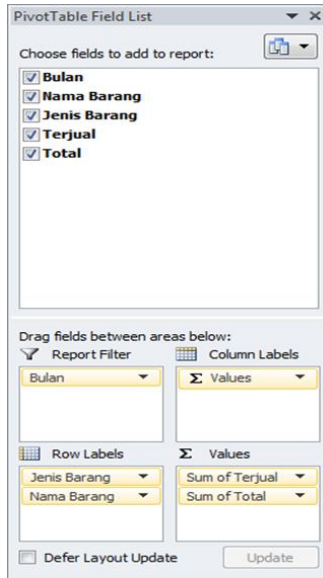 PivotTable Field List
Choose fields to add to report:
Bulan
Nama Barang
Jenis Barang
Terjual
Total
Drag fields between areas below:
Report Filter
Column Labels
Bulan
Σ Values
Row Labels
Σ Values
Jenis Barang
Sum of Terjual
Nama Barang
Sum of Total
Defer Layout Update
Update